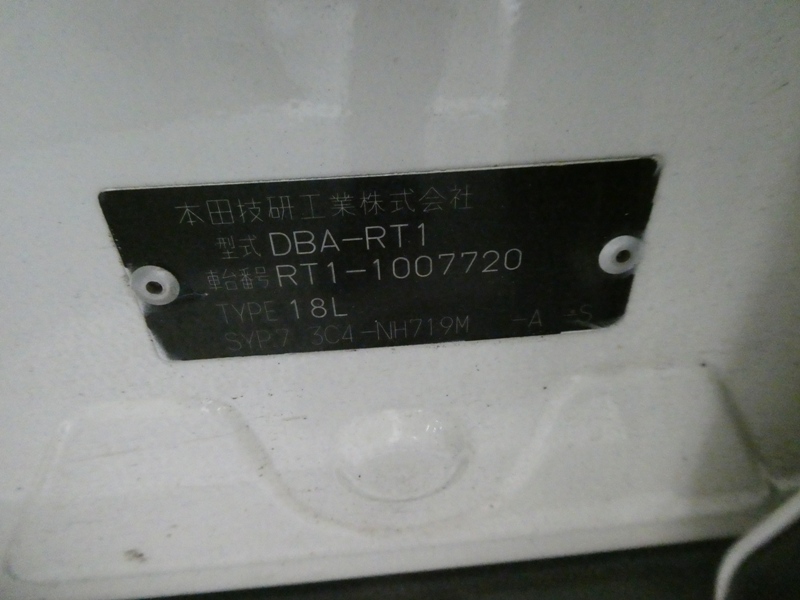 本田技研工業株式会社
型式 DBA-RT1
車台番号 RT1-1007720
TYPE 18L
3C4-NH719M -A -S